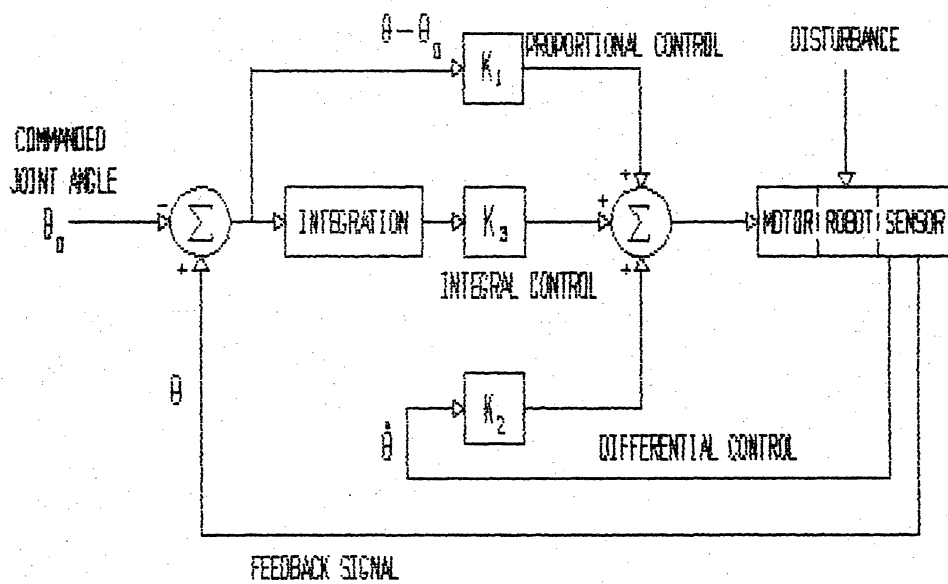 θ−θ₀
PROPORTIONAL CONTROL
DISTURBANCE
K₁
COMMANDED
JOINT ANGLE
θ₀
−
+
Σ
INTEGRATION
K₃
INTEGRAL CONTROL
+
+
+
Σ
MOTOR
ROBOT
SENSOR
θ
θ̇
K₂
DIFFERENTIAL CONTROL
FEEDBACK SIGNAL